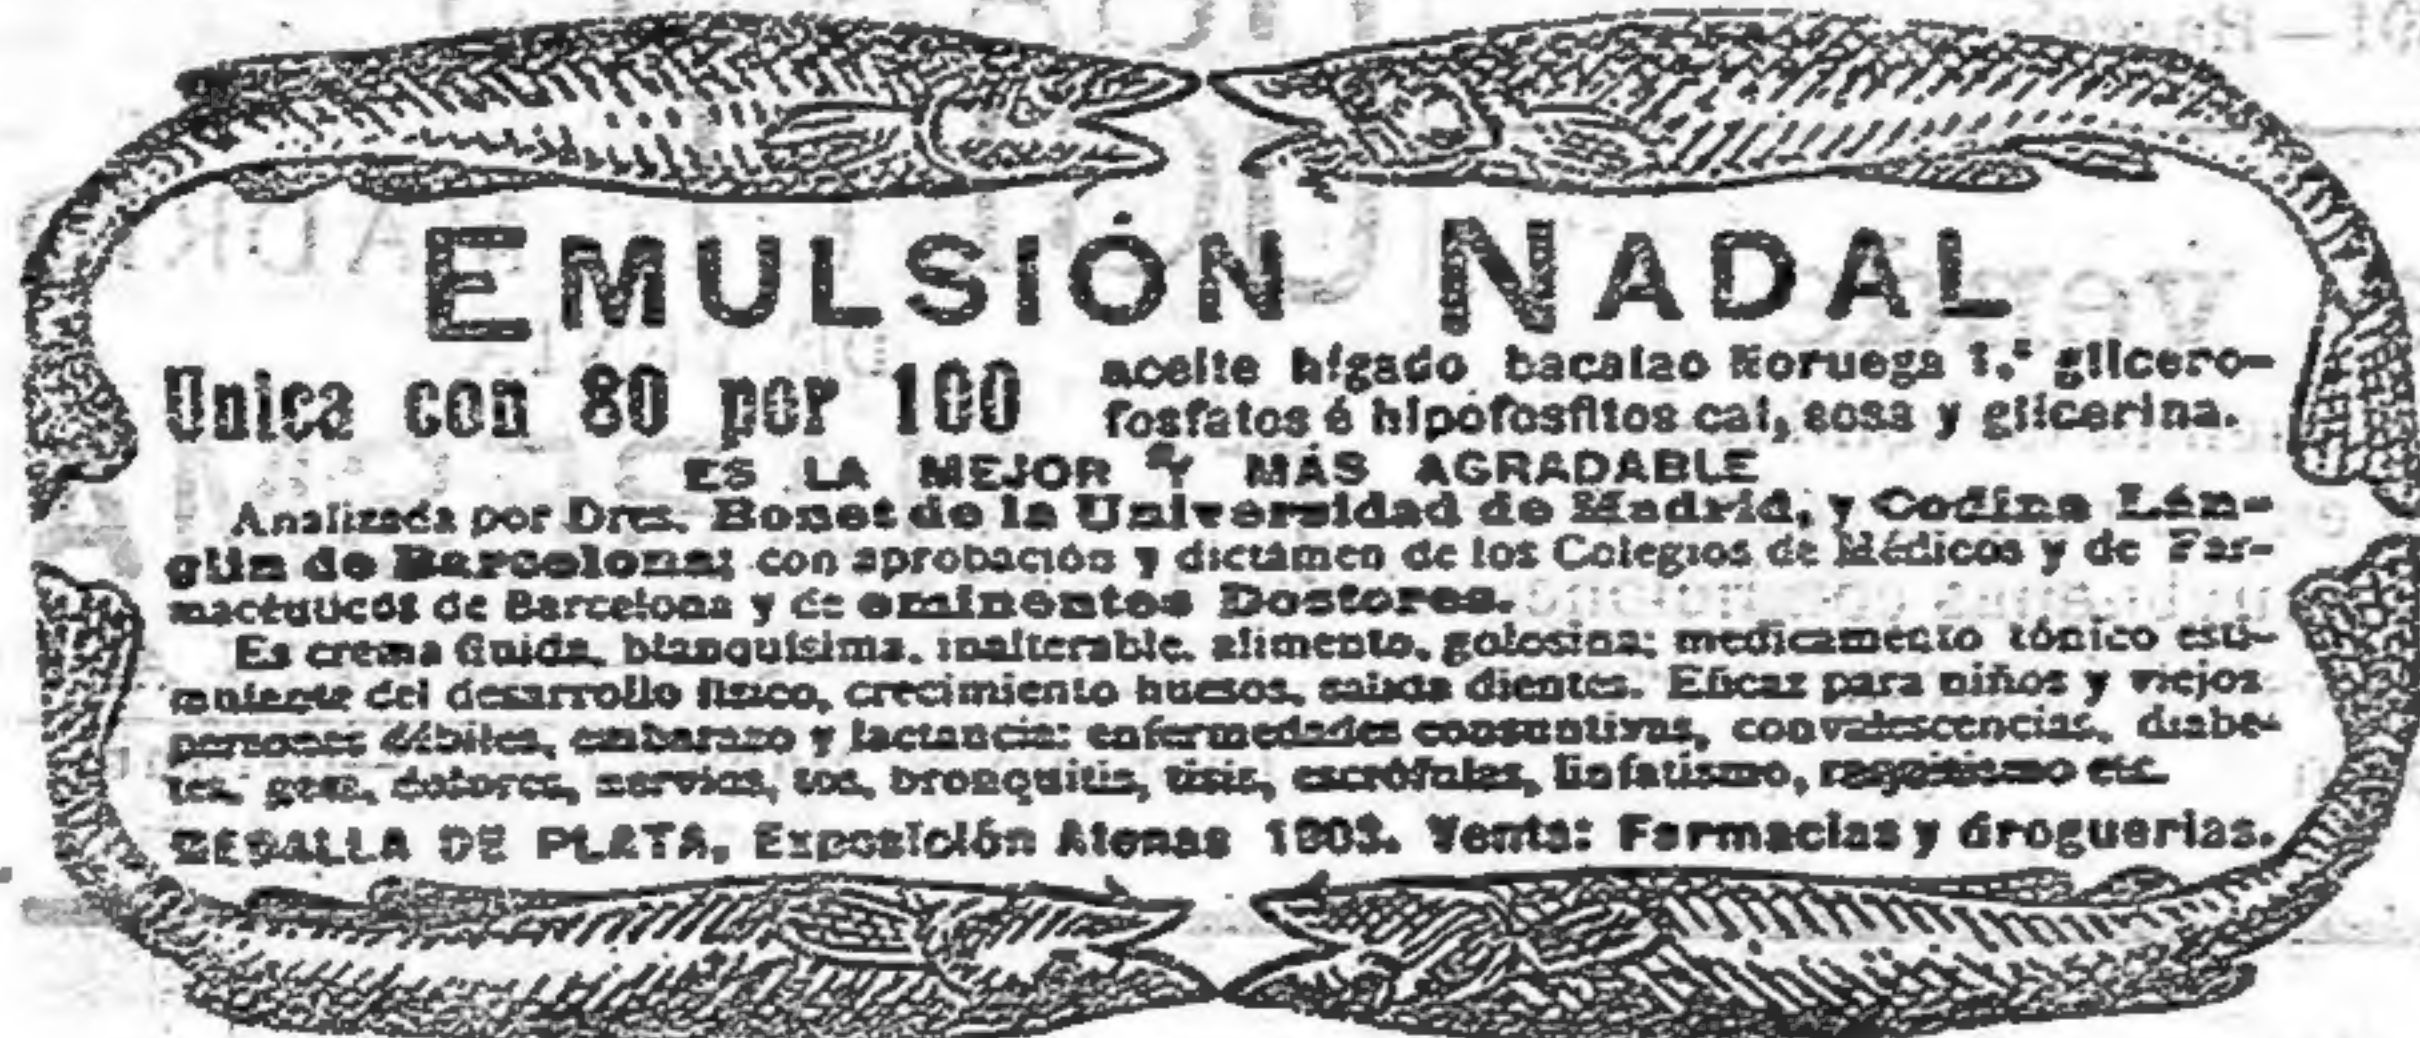 EMULSIÓN NADAL
Unica con 80 por 100 aceite hígado bacalao Noruega 1.ª glicero-
fosfatos é hipofosfitos cal, sosa y glicerina.
ES LA MEJOR Y MÁS AGRADABLE
Analizada por Dres. Bonet de la Universidad de Madrid, y Codina Län-
glin de Barcelona; con aprobación y dictámen de los Colegios de Médicos y de Far-
macéuticos de Barcelona y de eminentes Doctores.
Es crema fluida, blanquísima, inalterable, alimento, golosina; medicamento tónico esti-
mulante del desarrollo físico, crecimiento huesos, salida dientes. Eficaz para niños y viejos
personas débiles, embarazo y lactancia: enfermedades consuntivas, convalescencias, diabe-
tes, gota, dolores, nervios, tos, bronquitis, tisis, escrófulas, linfatismo, raquitismo etc.
MEDALLA DE PLATA, Exposición Atenas 1903. Venta: Farmacias y droguerias.